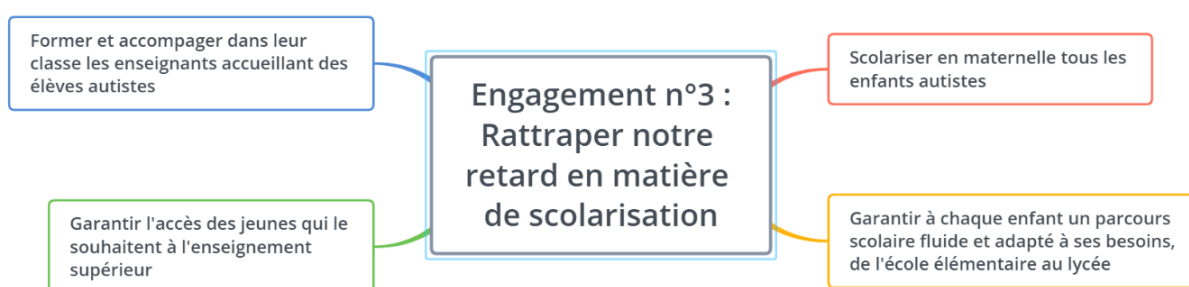 Former et accompager dans leur
classe les enseignants accueillant des
élèves autistes
Engagement n°3 :
Rattraper notre
retard en matière
de scolarisation
Scolariser en maternelle tous les
enfants autistes
Garantir l'accès des jeunes qui le
souhaitent à l'enseignement
supérieur
Garantir à chaque enfant un parcours
scolaire fluide et adapté à ses besoins,
de l'école élémentaire au lycée